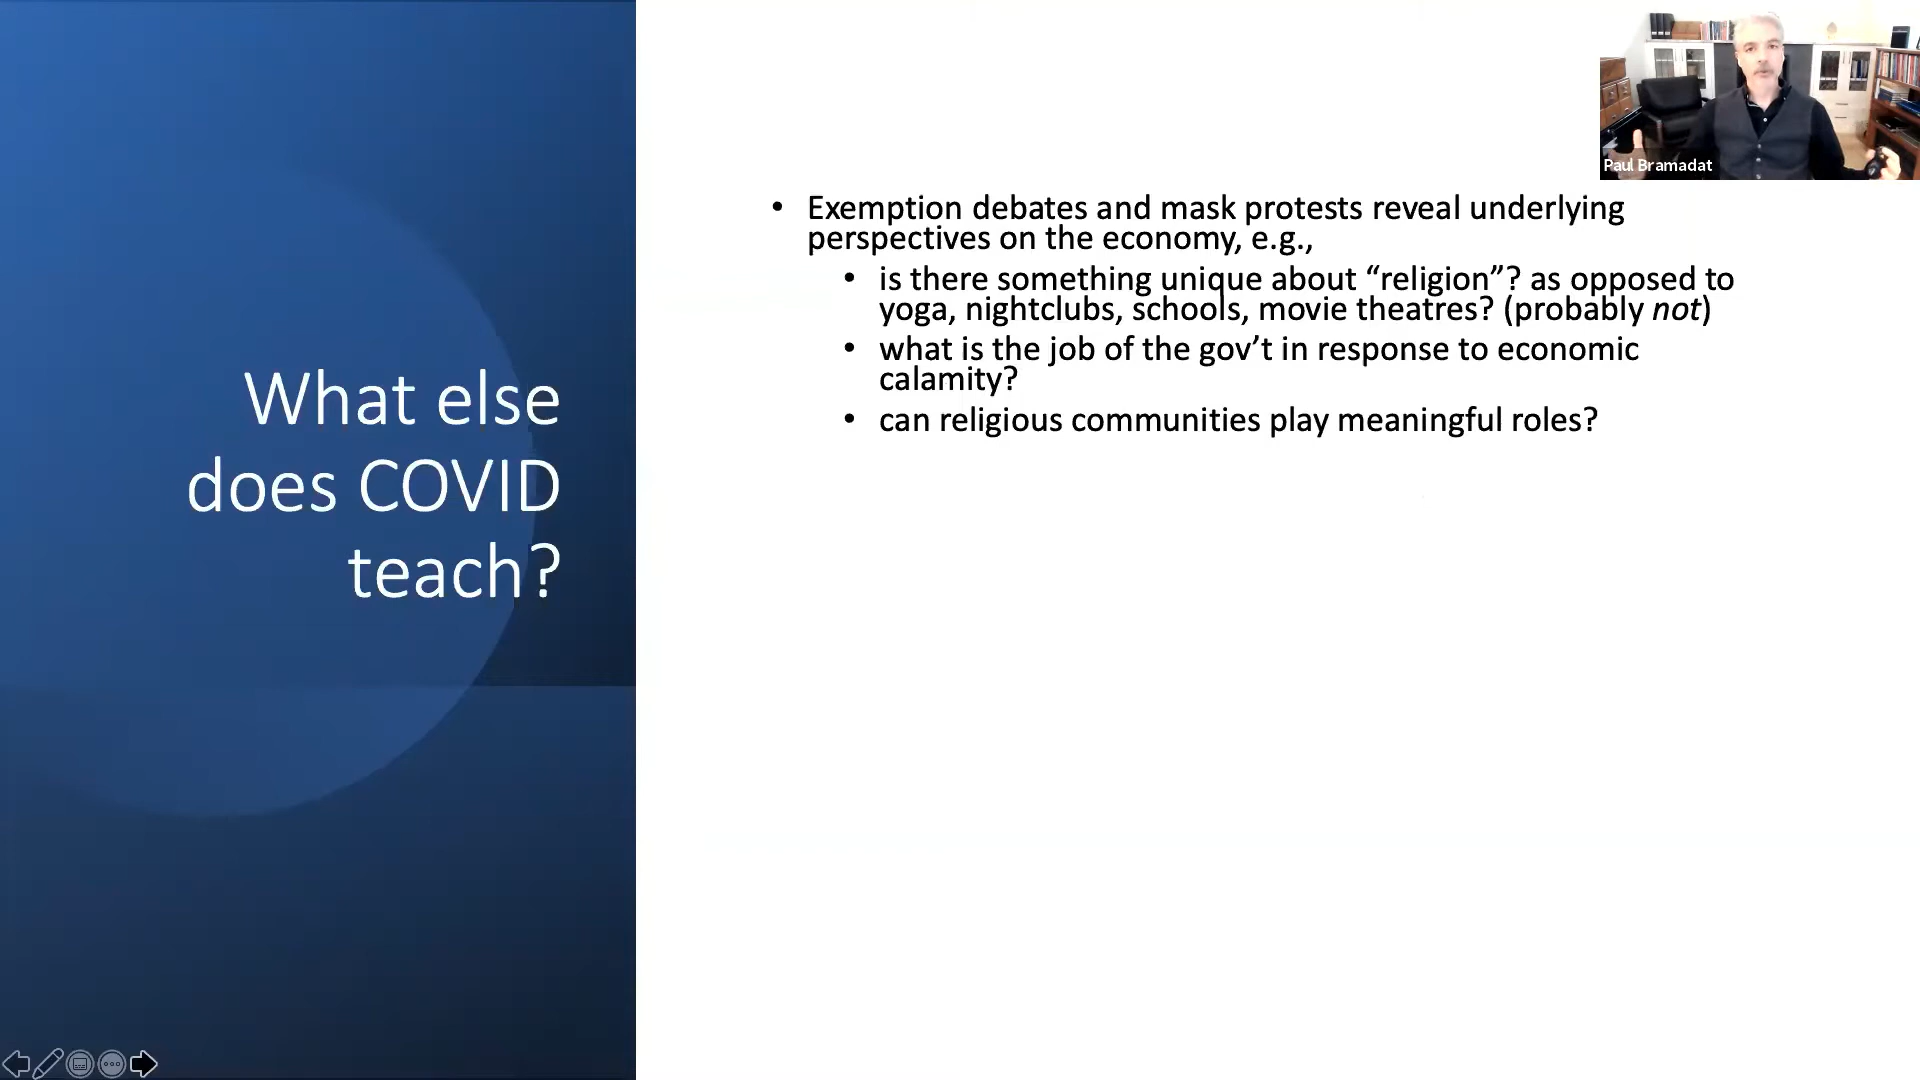 What else
does COVID
teach?
• Exemption debates and mask protests reveal underlying
perspectives on the economy, e.g.,
• is there something unique about “religion”? as opposed to
yoga, nightclubs, schools, movie theatres? (probably not)
• what is the job of the gov’t in response to economic
calamity?
• can religious communities play meaningful roles?
Paul Bramadat